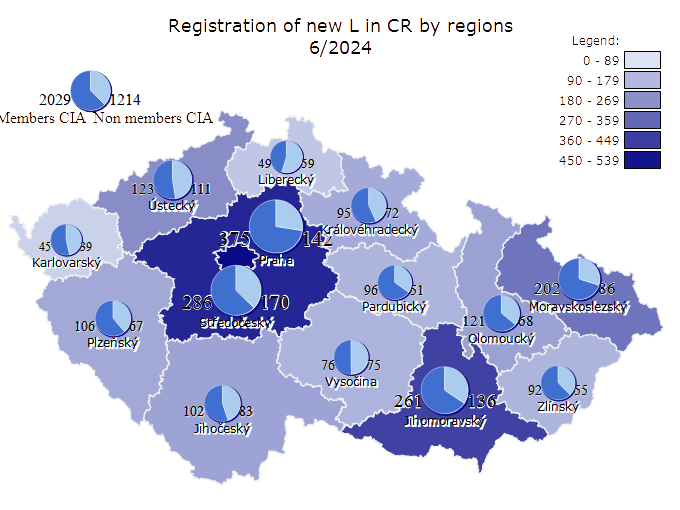 Registration of new L in CR by regions
6/2024
Legend:
0 - 89
90 - 179
180 - 269
270 - 359
360 - 449
450 - 539
2029 1214
Members CIA Non members CIA
49 59
Liberecký
123 111
Ústecký
95 72
Královéhradecký
45 39
Karlovarský
375 142
Praha
286 170
Středočeský
96 51
Pardubický
202 86
Moravskoslezský
106 67
Plzeňský
121 68
Olomoucký
76 75
Vysočina
92 55
Zlínský
102 83
Jihočeský
261 136
Jihomoravský